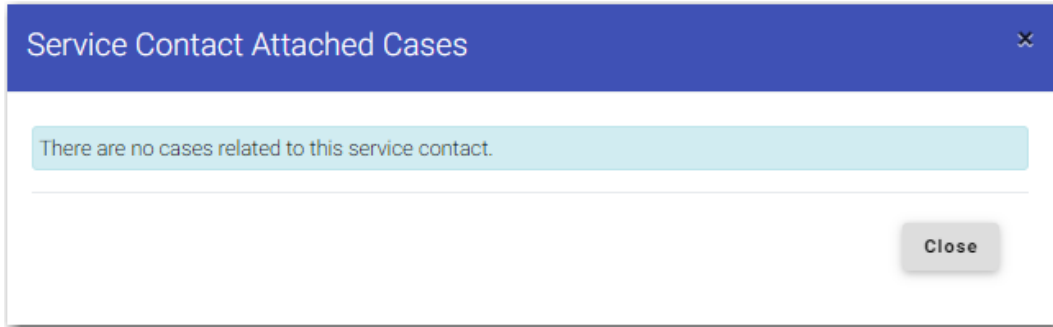 Service Contact Attached Cases
×
There are no cases related to this service contact.
Close